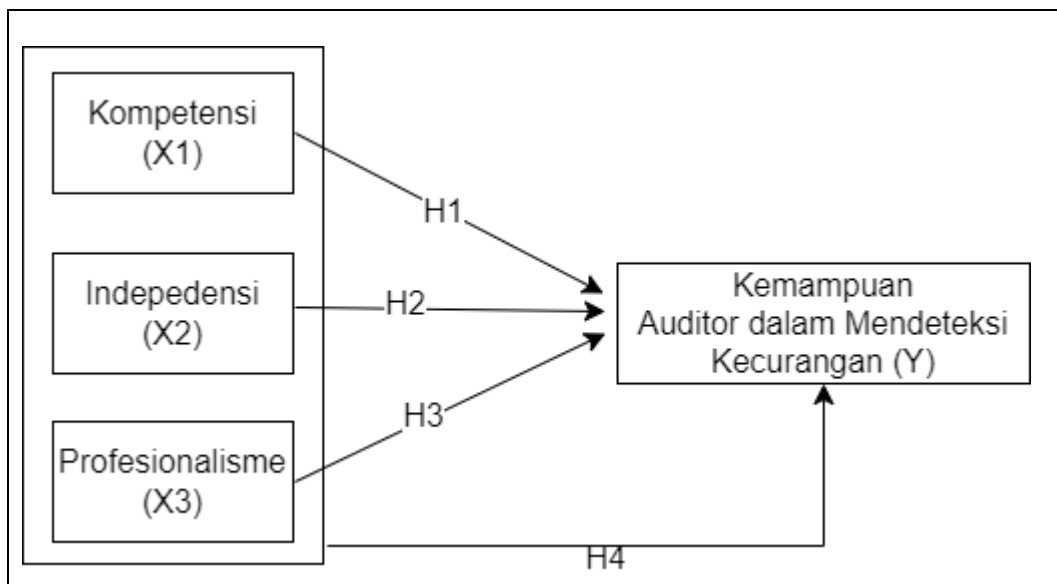 Kompetensi
(X1)
H1
Indepedensi
(X2)
H2
Kemampuan
Auditor dalam Mendeteksi
Kecurangan (Y)
H3
Profesionalisme
(X3)
H4